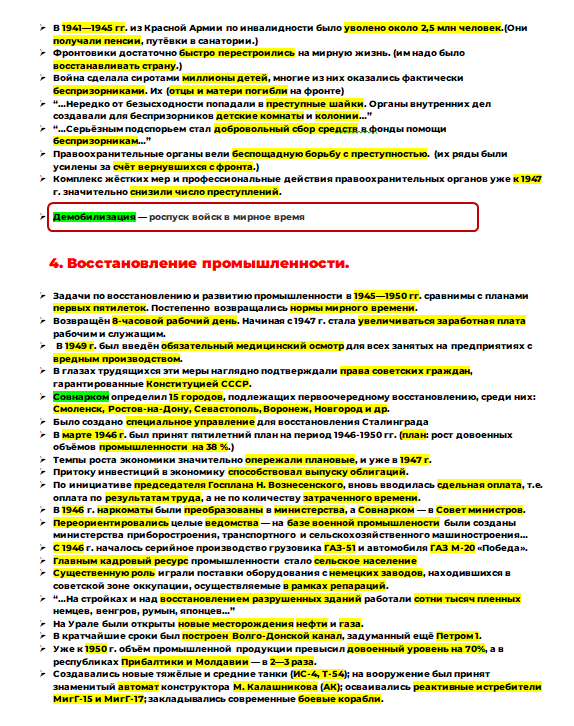 ➢ В 1941—1945 гг. из Красной Армии по инвалидности было уволено около 2,5 млн человек.(Они
получали пенсии, путёвки в санатории.)
➢ Фронтовики достаточно быстро перестроились на мирную жизнь. (им надо было
восстанавливать страну.)
➢ Война сделала сиротами миллионы детей, многие из них оказались фактически
беспризорниками. Их (отцы и матери погибли на фронте)
➢ “...Нередко от безысходности попадали в преступные шайки. Органы внутренних дел
создавали для беспризорников детские комнаты и колонии...”
➢ “...Серьёзным подспорьем стал добровольный сбор средств в фонды помощи
беспризорникам...”
➢ Правоохранительные органы вели беспощадную борьбу с преступностью. (их ряды были
усилены за счёт вернувшихся с фронта.)
➢ Комплекс жёстких мер и профессиональные действия правоохранительных органов уже к 1947
г. значительно снизили число преступлений.
➢ Демобилизация — роспуск войск в мирное время
4. Восстановление промышленности.
➢ Задачи по восстановлению и развитию промышленности в 1945—1950 гг. сравнимы с планами
первых пятилеток. Постепенно возвращались нормы мирного времени.
➢ Возвращён 8-часовой рабочий день. Начиная с 1947 г. стала увеличиваться заработная плата
рабочим и служащим.
➢ В 1949 г. был введён обязательный медицинский осмотр для всех занятых на предприятиях с
вредным производством.
➢ В глазах трудящихся эти меры наглядно подтверждали права советских граждан,
гарантированные Конституцией СССР.
➢ Совнарком определил 15 городов, подлежащих первоочередному восстановлению, среди них:
Смоленск, Ростов-на-Дону, Севастополь, Воронеж, Новгород и др.
➢ Было создано специальное управление для восстановления Сталинграда
➢ В марте 1946 г. был принят пятилетний план на период 1946-1950 гг. (план: рост довоенных
объёмов промышленности на 38 %.)
➢ Темпы роста экономики значительно опережали плановые, и уже в 1947 г.
➢ Притоку инвестиций в экономику способствовал выпуску облигаций.
➢ По инициативе председателя Госплана Н. Вознесенского, вновь вводилась сдельная оплата, т.е.
оплата по результатам труда, а не по количеству затраченного времени.
➢ В 1946 г. наркоматы были преобразованы в министерства, а Совнарком — в Совет министров.
➢ Переориентировались целые ведомства — на базе военной промышлености были созданы
министерства приборостроения, транспортного и сельскохозяйственного машиностроения...
➢ С 1946 г. началось серийное производство грузовика ГАЗ-51 и автомобиля ГАЗ М-20 «Победа».
➢ Главным кадровый ресурс промышленности стало сельское население
➢ Существенную роль играли поставки оборудования с немецких заводов, находившихся в
советской зоне оккупации, осуществляемые в рамках репараций.
➢ “...На стройках и над восстановлением разрушенных зданий работали сотни тысяч пленных
немцев, венгров, румын, японцев...”
➢ На Урале были открыты новые месторождения нефти и газа.
➢ В кратчайшие сроки был построен Волго-Донской канал, задуманный ещё Петром 1.
➢ Уже к 1950 г. объём промышленной продукции превысил довоенный уровень на 70%, а в
республиках Прибалтики и Молдавии — в 2—3 раза.
➢ Создавались новые тяжёлые и средние танки (ИС-4, Т-54); на вооружение был принят
знаменитый автомат конструктора М. Калашникова (АК); осваивались реактивные истребители
МигГ-15 и МигГ-17; закладывались современные боевые корабли.